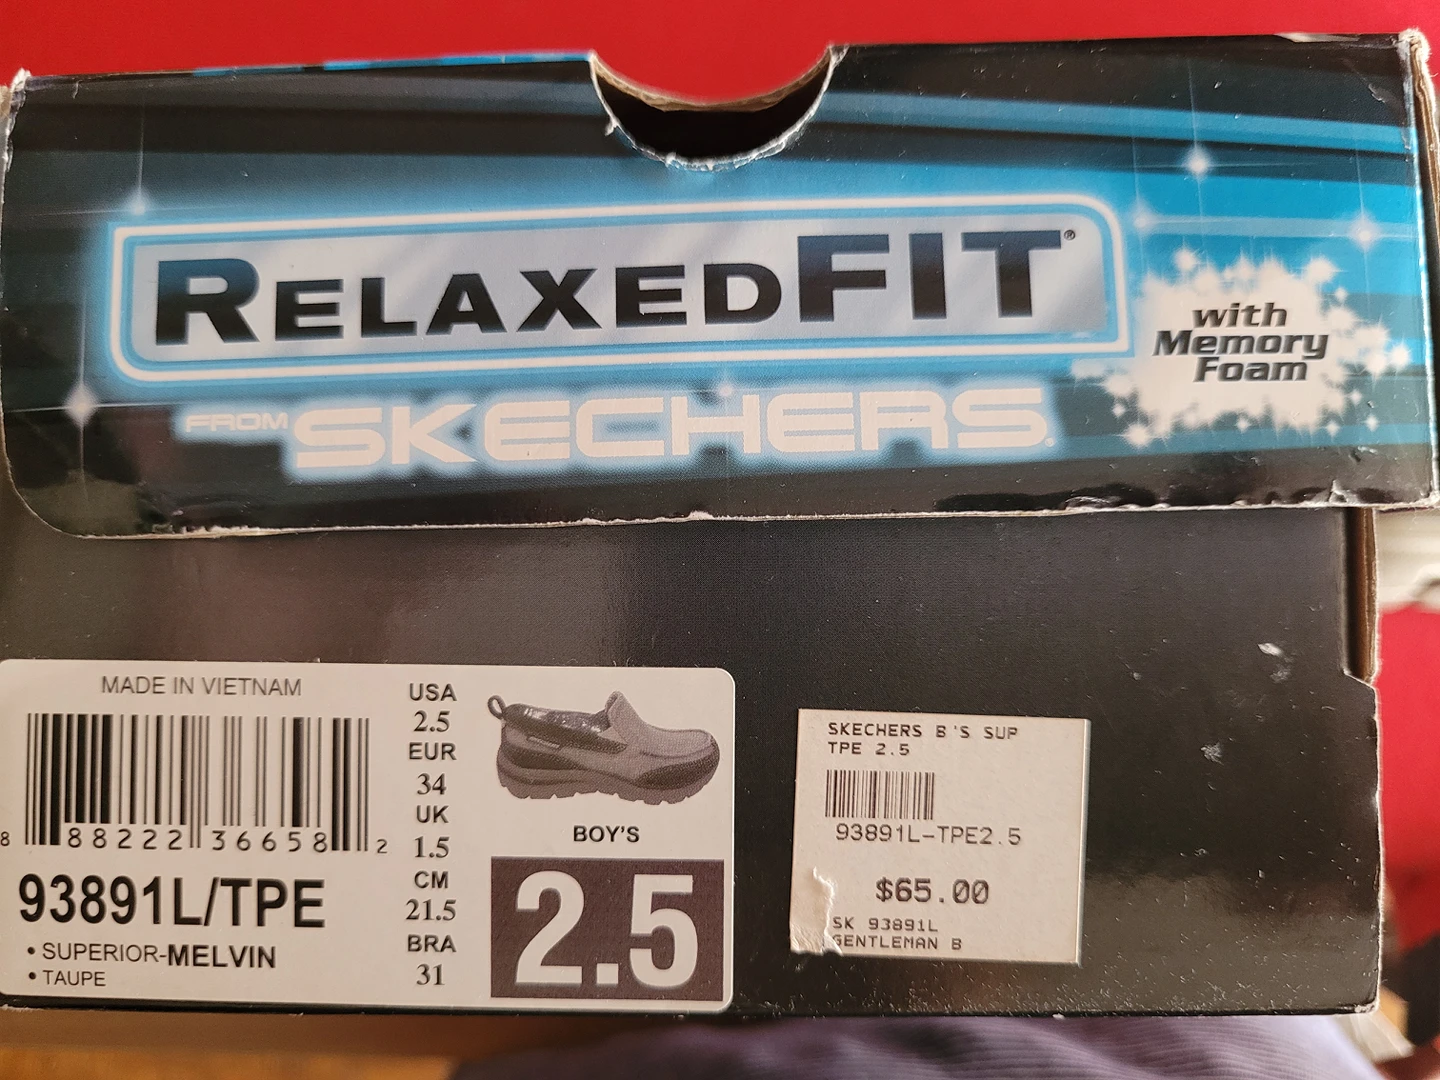 RELAXEDFIT®
FROM SKECHERS.
with
Memory
Foam
MADE IN VIETNAM
8 88222 36658 2
93891L/TPE
• SUPERIOR-MELVIN
• TAUPE
USA
2.5
EUR
34
UK
1.5
CM
21.5
BRA
31
BOY'S
2.5
SKECHERS B'S SUP
TPE 2.5
93891L-TPE2.5
$65.00
SK 93891L
GENTLEMAN B